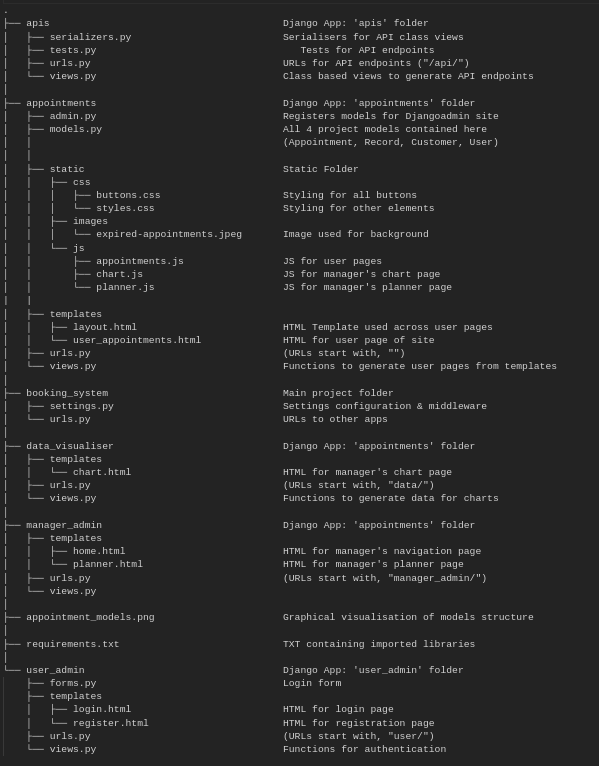 .
├── apis                                        Django App: 'apis' folder
│   ├── serializers.py                          Serialisers for API class views
│   ├── tests.py                                   Tests for API endpoints
│   ├── urls.py                                 URLs for API endpoints ("/api/")
│   └── views.py                                Class based views to generate API endpoints
│
├── appointments                                Django App: 'appointments' folder
│   ├── admin.py                                Registers models for Djangoadmin site
│   ├── models.py                               All 4 project models contained here
│   │                                           (Appointment, Record, Customer, User)
│   │
│   ├── static                                  Static Folder
│   │   ├── css
│   │   │   ├── buttons.css                     Styling for all buttons
│   │   │   └── styles.css                      Styling for other elements
│   │   ├── images
│   │   │   └── expired-appointments.jpeg       Image used for background
│   │   └── js
│   │       ├── appointments.js                 JS for user pages
│   │       ├── chart.js                        JS for manager's chart page
│   │       └── planner.js                      JS for manager's planner page
|   |
│   ├── templates
│   │   ├── layout.html                         HTML Template used across user pages
│   │   └── user_appointments.html              HTML for user page of site
│   ├── urls.py                                 (URLs start with, "")
│   └── views.py                                Functions to generate user pages from templates
│
├── booking_system                              Main project folder
│   ├── settings.py                             Settings configuration & middleware
│   └── urls.py                                 URLs to other apps
│
├── data_visualiser                             Django App: 'appointments' folder
│   ├── templates
│   │   └── chart.html                          HTML for manager's chart page
│   ├── urls.py                                 (URLs start with, "data/")
│   └── views.py                                Functions to generate data for charts
│
├── manager_admin                               Django App: 'appointments' folder
│   ├── templates
│   │   ├── home.html                           HTML for manager's navigation page
│   │   └── planner.html                        HTML for manager's planner page
│   ├── urls.py                                 (URLs start with, "manager_admin/")
│   └── views.py
│
├── appointment_models.png                      Graphical visualisation of models structure
│
├── requirements.txt                            TXT containing imported libraries
│
└── user_admin                                  Django App: 'user_admin' folder
    ├── forms.py                                Login form
    ├── templates
    │   ├── login.html                          HTML for login page
    │   └── register.html                       HTML for registration page
    ├── urls.py                                 (URLs start with, "user/")
    └── views.py                                Functions for authentication